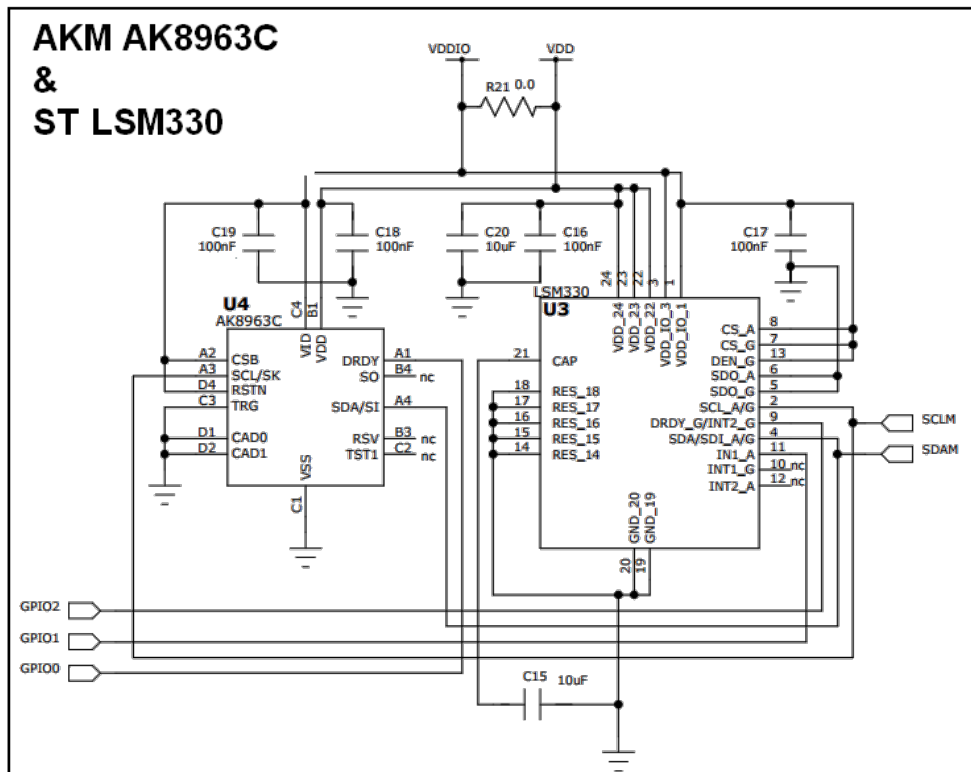 AKM AK8963C
&
ST LSM330
VDDIO VDD
R21 0.0
C19
100nF
C18
100nF
C20
10uF
C16
100nF
C17
100nF
U4
AK8963C
C4
B1
VID
VDD
A2 CSB
A3 SCL/SK
D4 RSTN
C3 TRG
D1 CAD0
D2 CAD1
DRDY A1
SO B4 nc
SDA/SI A4
RSV B3 nc
TST1 C2 nc
VSS
C1
LSM330
U3
24
23
22
3
1
VDD_24
VDD_23
VDD_22
VDD_IO_3
VDD_IO_1
21 CAP
18 RES_18
17 RES_17
16 RES_16
15 RES_15
14 RES_14
CS_A 8
CS_G 7
DEN_G 13
SDO_A 6
SDO_G 5
SCL_A/G 2
DRDY_G/INT2_G 9
SDA/SDI_A/G 4
IN1_A 11
INT1_G 10 nc
INT2_A 12 nc
GND_20
GND_19
20
19
SCLM
SDAM
GPIO2
GPIO1
GPIO0
C15 10uF